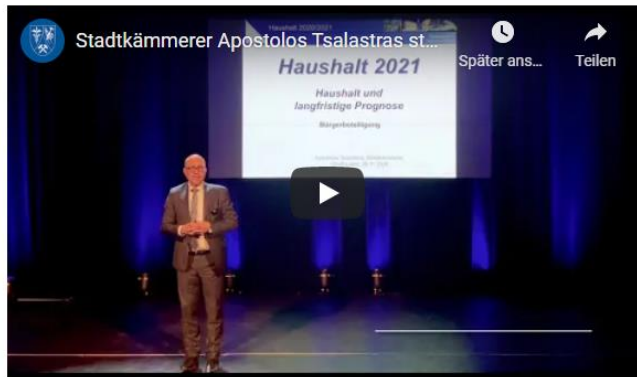 Stadtkämmerer Apostolos Tsalastras st...
Später ans...
Teilen
Haushalt 2020/2021
Haushalt 2021
Haushalt und
langfristige Prognose
Bürgerbeteiligung